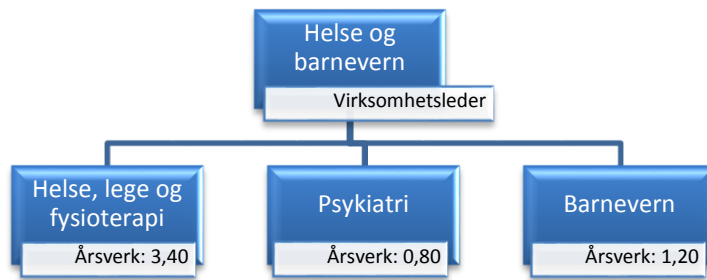 Helse og
barnevern
Virksomhetsleder
Helse, lege og
fysioterapi
Årsverk: 3,40
Psykiatri
Årsverk: 0,80
Barnevern
Årsverk: 1,20